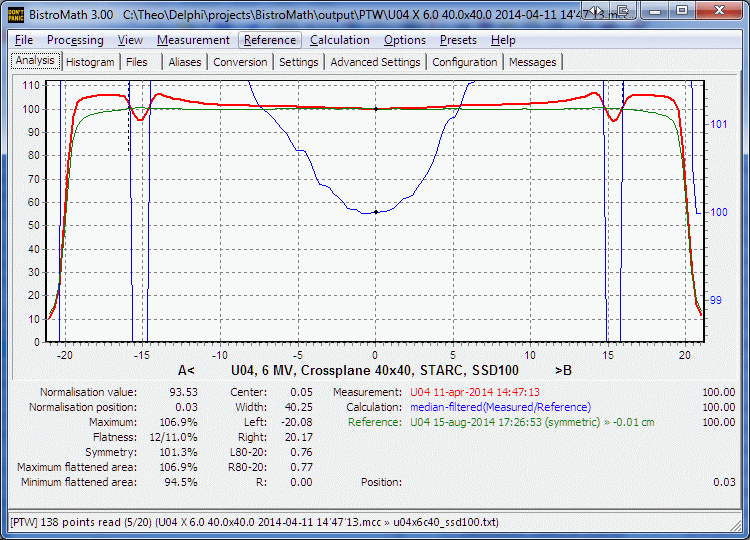 DON'T PANIC BistroMath 3.00 C:\Theo\Delphi\projects\BistroMath\output\PTW\U04 X 6.0 40.0x40.0 2014-04-11 14'47'13.mcc
File Processing View Measurement Reference Calculation Options Presets Help
Analysis Histogram Files Aliases Conversion Settings Advanced Settings Configuration Messages
110
100
90
80
70
60
50
40
30
20
10
0
101
100
99
-20 -15 -10 -5 0 5 10 15 20
A< U04, 6 MV, Crossplane 40x40, STARC, SSD100 >B
Normalisation value: 93.53 Center: 0.05 Measurement: U04 11-apr-2014 14:47:13 100.00
Normalisation position: 0.03 Width: 40.25 Calculation: median-filtered(Measured/Reference) 100.00
Maximum: 106.9% Left: -20.08 Reference: U04 15-aug-2014 17:26:53 (symmetric) » -0.01 cm 100.00
Flatness: 12/11.0% Right: 20.17
Symmetry: 101.3% L80-20: 0.76
Maximum flattened area: 106.9% R80-20: 0.77
Minimum flattened area: 94.5% R: 0.00 Position: 0.03
[PTW] 138 points read (5/20) (U04 X 6.0 40.0x40.0 2014-04-11 14'47'13.mcc » u04x6c40_ssd100.txt)